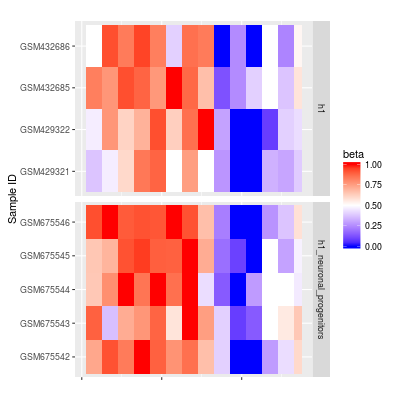 Sample ID
GSM432686
GSM432685
GSM429322
GSM429321
h1
GSM675546
GSM675545
GSM675544
GSM675543
GSM675542
h1_neuronal_progenitors
beta
1.00
0.75
0.50
0.25
0.00